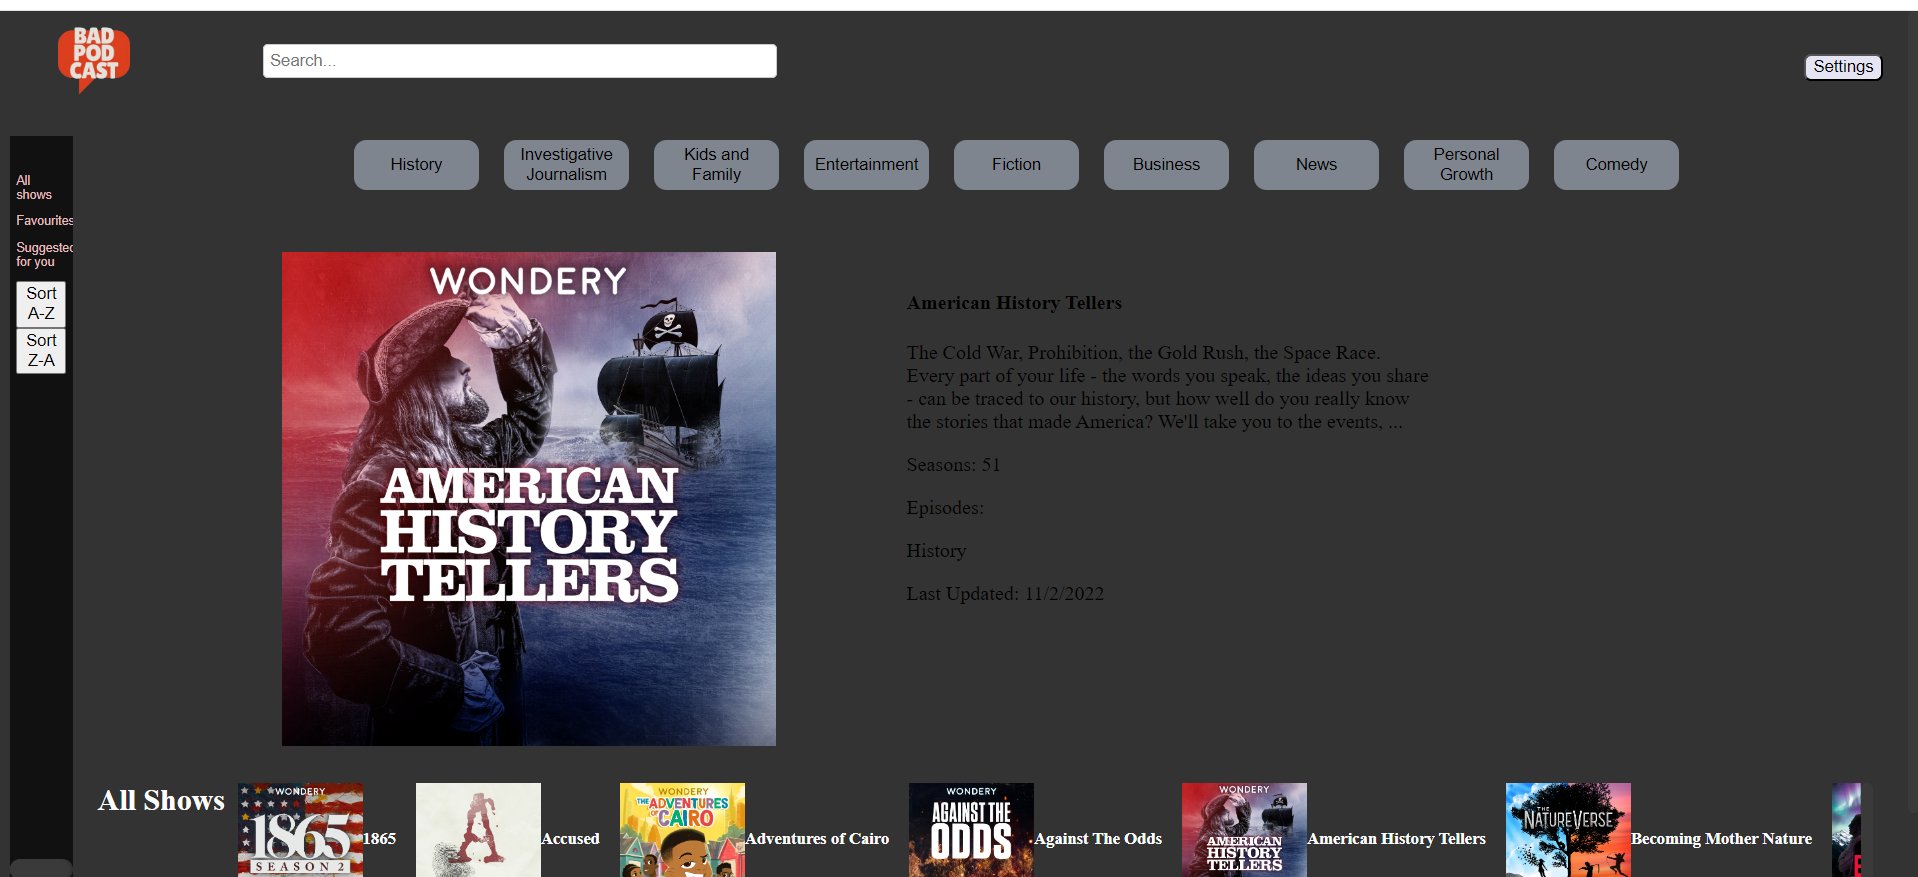 BAD
POD
CAST
Search...
Settings
History
Investigative
Journalism
Kids and
Family
Entertainment
Fiction
Business
News
Personal
Growth
Comedy
All
shows
Favourites
Suggested
for you
Sort
A-Z
Sort
Z-A
WONDERY
AMERICAN
HISTORY
TELLERS
American History Tellers
The Cold War, Prohibition, the Gold Rush, the Space Race.
Every part of your life - the words you speak, the ideas you share
- can be traced to our history, but how well do you really know
the stories that made America? We'll take you to the events, ...
Seasons: 51
Episodes:
History
Last Updated: 11/2/2022
All Shows
WONDERY
1865
SEASON 2
1865
A
Accused
WONDERY
THE ADVENTURES
OF CAIRO
Adventures of Cairo
WONDERY
AGAINST THE
ODDS
Against The Odds
WONDERY
AMERICAN
HISTORY
TELLERS
American History Tellers
THE
NATUREVERSE
Becoming Mother Nature